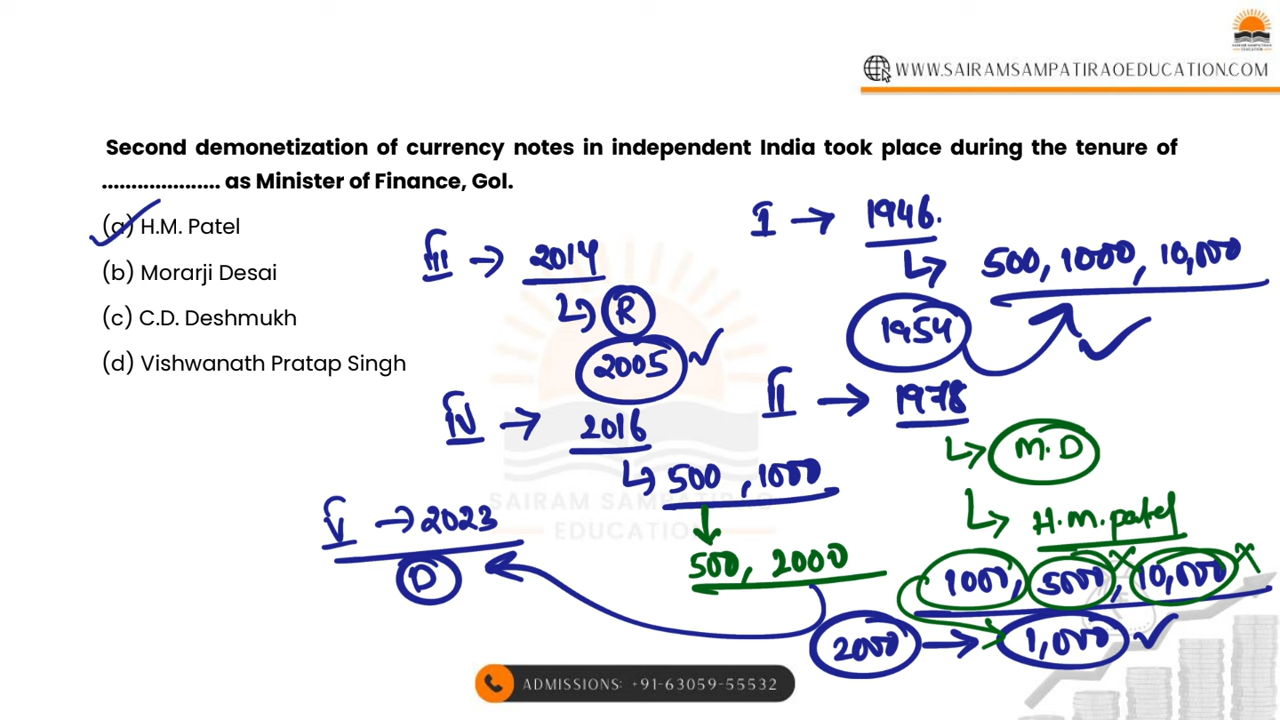 WWW.SAIRAMSAMPATIRAOEDUCATION.COM
Second demonetization of currency notes in independent India took place during the tenure of
.................... as Minister of Finance, GoI.
(a) H.M. Patel
(b) Morarji Desai
(c) C.D. Deshmukh
(d) Vishwanath Pratap Singh
I → 1946.
500, 1000, 10,000
1954
II → 1978
M.D
H.M.patel
1000, 5000, 10,000
2000 → 1,000
III → 2014
R
2005
IV → 2016
500, 1000
500, 2000
V → 2023
D
SAIRAM SAMPATIRAO
EDUCATION
ADMISSIONS: +91-63059-55532